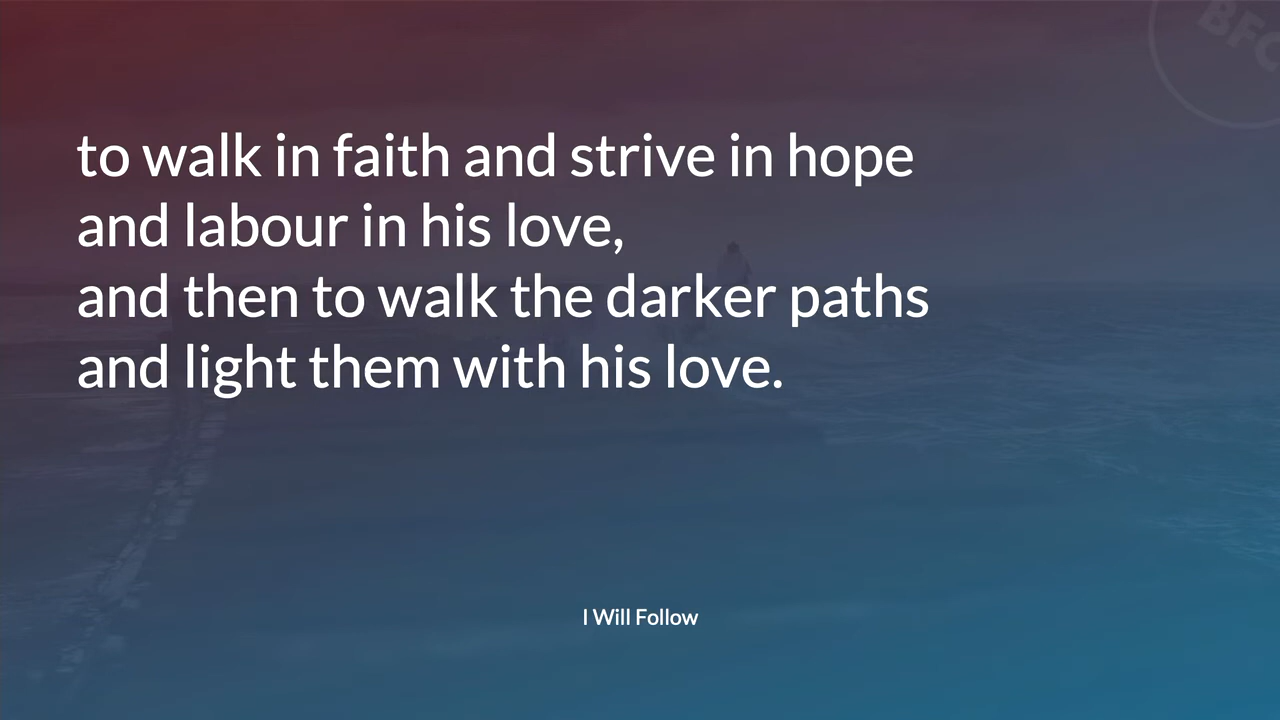 BFC
to walk in faith and strive in hope
and labour in his love,
and then to walk the darker paths
and light them with his love.
I Will Follow